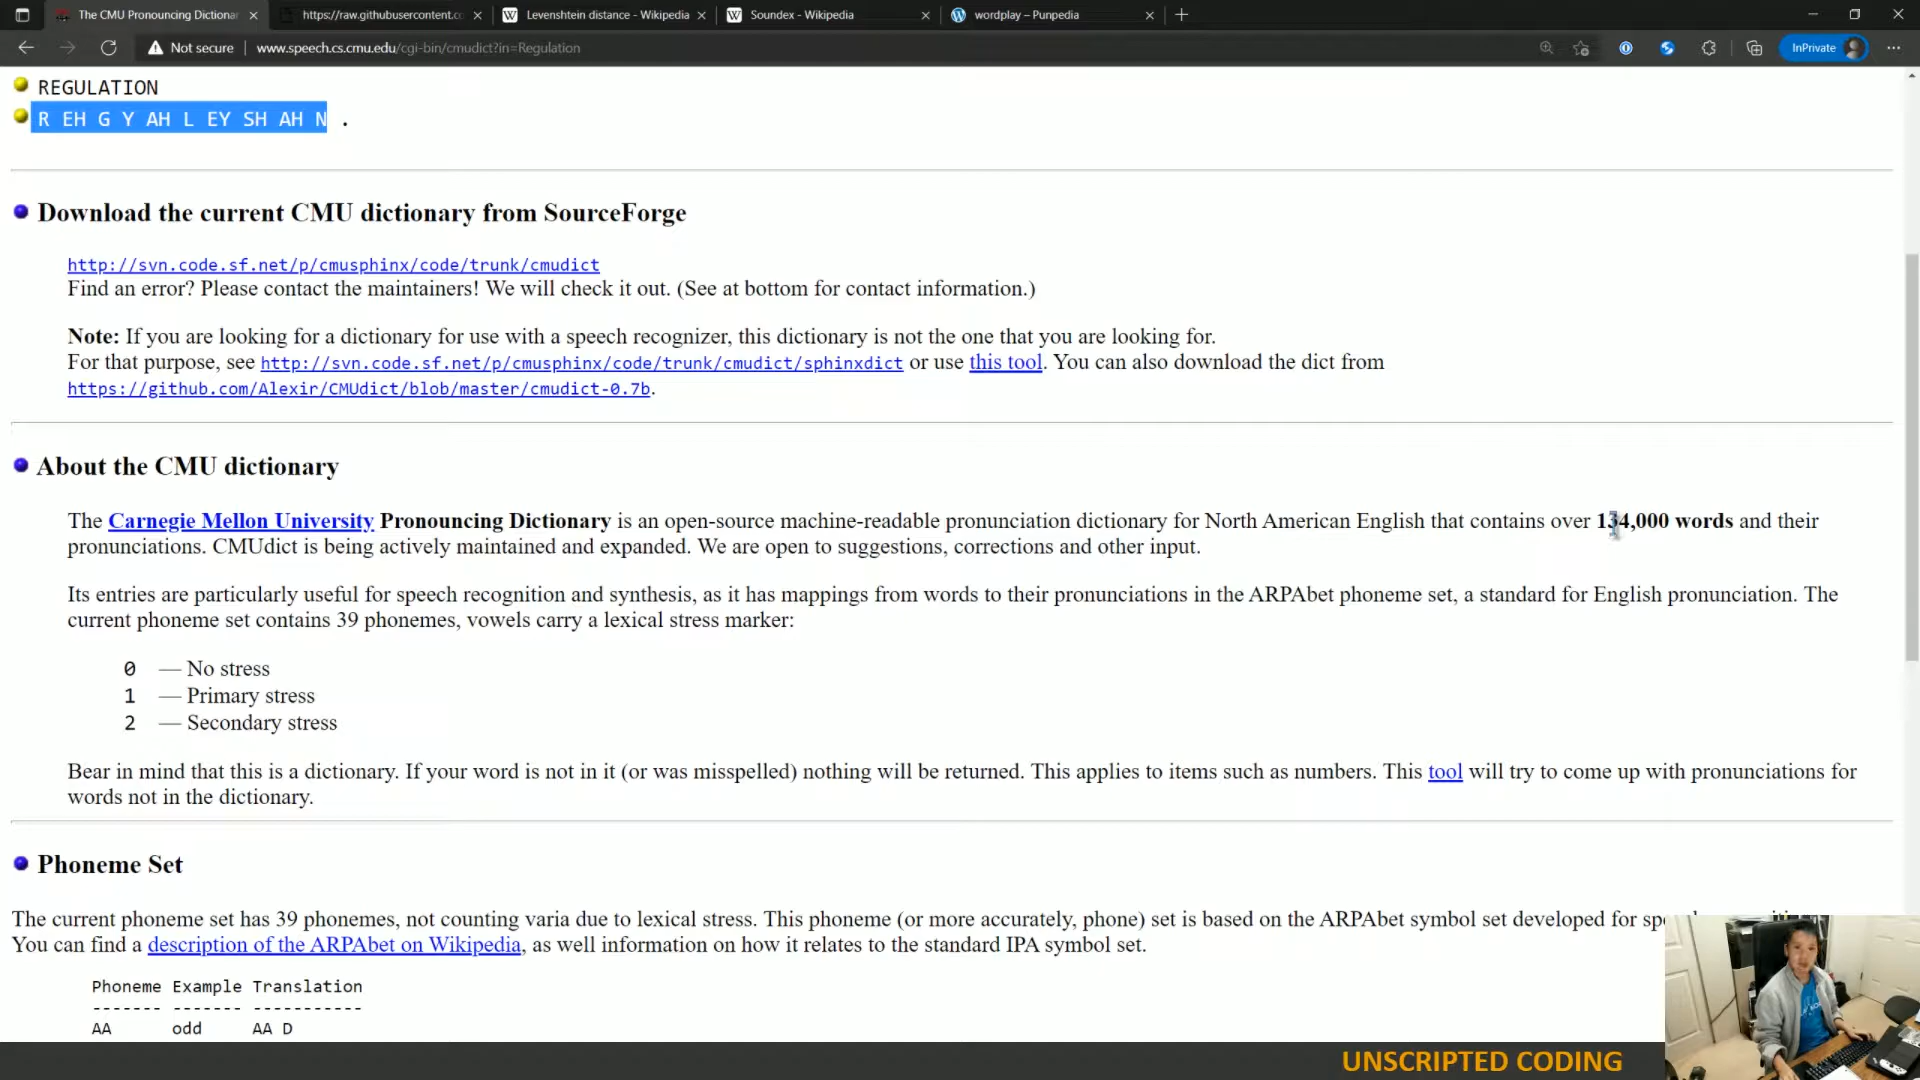 The CMU Pronouncing Dictionar
https://raw.githubusercontent.co
Levenshtein distance - Wikipedia
Soundex - Wikipedia
wordplay – Punpedia
Not secure
www.speech.cs.cmu.edu/cgi-bin/cmudict?in=Regulation
InPrivate
REGULATION
R EH G Y AH L EY SH AH N .
Download the current CMU dictionary from SourceForge
http://svn.code.sf.net/p/cmusphinx/code/trunk/cmudict
Find an error? Please contact the maintainers! We will check it out. (See at bottom for contact information.)
Note: If you are looking for a dictionary for use with a speech recognizer, this dictionary is not the one that you are looking for.
For that purpose, see http://svn.code.sf.net/p/cmusphinx/code/trunk/cmudict/sphinxdict or use this tool. You can also download the dict from
https://github.com/Alexir/CMUdict/blob/master/cmudict-0.7b.
About the CMU dictionary
The Carnegie Mellon University Pronouncing Dictionary is an open-source machine-readable pronunciation dictionary for North American English that contains over 134,000 words and their
pronunciations. CMUdict is being actively maintained and expanded. We are open to suggestions, corrections and other input.
Its entries are particularly useful for speech recognition and synthesis, as it has mappings from words to their pronunciations in the ARPAbet phoneme set, a standard for English pronunciation. The
current phoneme set contains 39 phonemes, vowels carry a lexical stress marker:
0 — No stress
1 — Primary stress
2 — Secondary stress
Bear in mind that this is a dictionary. If your word is not in it (or was misspelled) nothing will be returned. This applies to items such as numbers. This tool will try to come up with pronunciations for
words not in the dictionary.
Phoneme Set
The current phoneme set has 39 phonemes, not counting varia due to lexical stress. This phoneme (or more accurately, phone) set is based on the ARPAbet symbol set developed for
You can find a description of the ARPAbet on Wikipedia, as well information on how it relates to the standard IPA symbol set.
Phoneme Example Translation
------- ------- -----------
AA odd AA D
UNSCRIPTED CODING